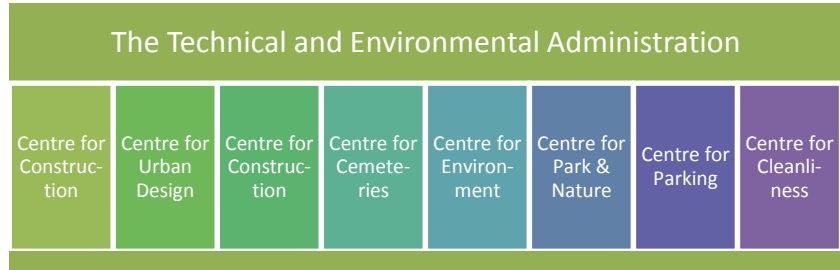 The Technical and Environmental Administration
Centre for
Construc-
tion
Centre for
Urban
Design
Centre for
Construc-
tion
Centre for
Cemete-
ries
Centre for
Environ-
ment
Centre for
Park &
Nature
Centre for
Parking
Centre for
Cleanli-
ness